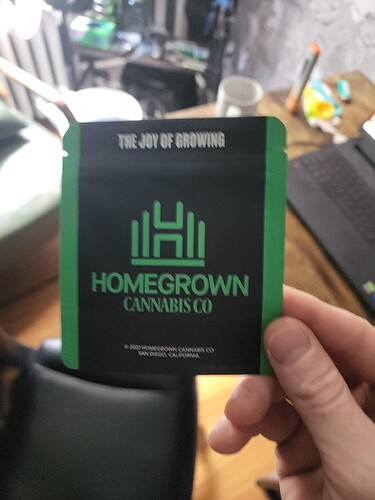 THE JOY OF GROWING
HOMEGROWN
CANNABIS CO
© 2022 HOMEGROWN CANNABIS CO
SAN DIEGO, CALIFORNIA